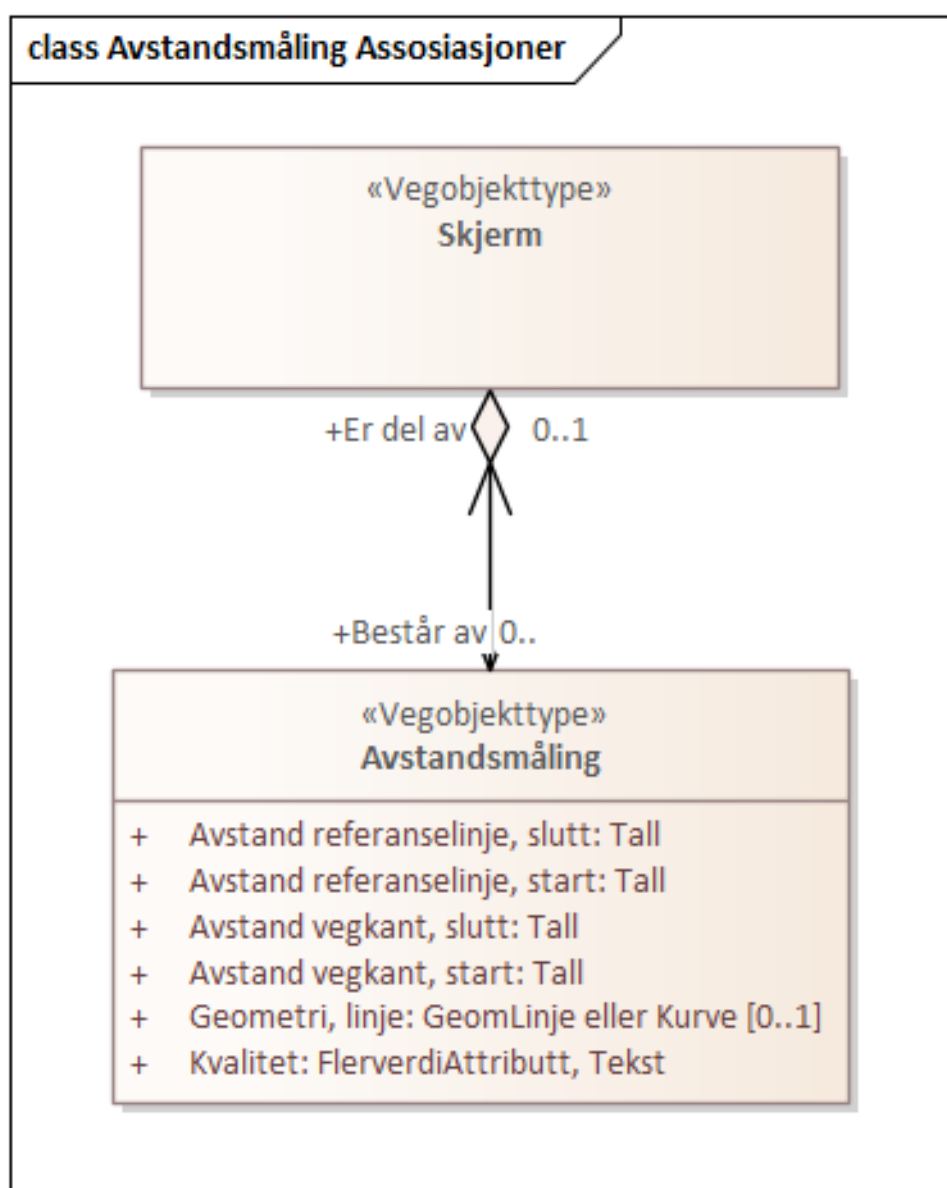 class Avstandsmåling Assosiasjoner
«Vegobjekttype»
Skjerm
+Er del av 0..1
+Består av 0..
«Vegobjekttype»
Avstandsmåling
+ Avstand referanselinje, slutt: Tall
+ Avstand referanselinje, start: Tall
+ Avstand vegkant, slutt: Tall
+ Avstand vegkant, start: Tall
+ Geometri, linje: GeomLinje eller Kurve [0..1]
+ Kvalitet: FlerverdiAttributt, Tekst